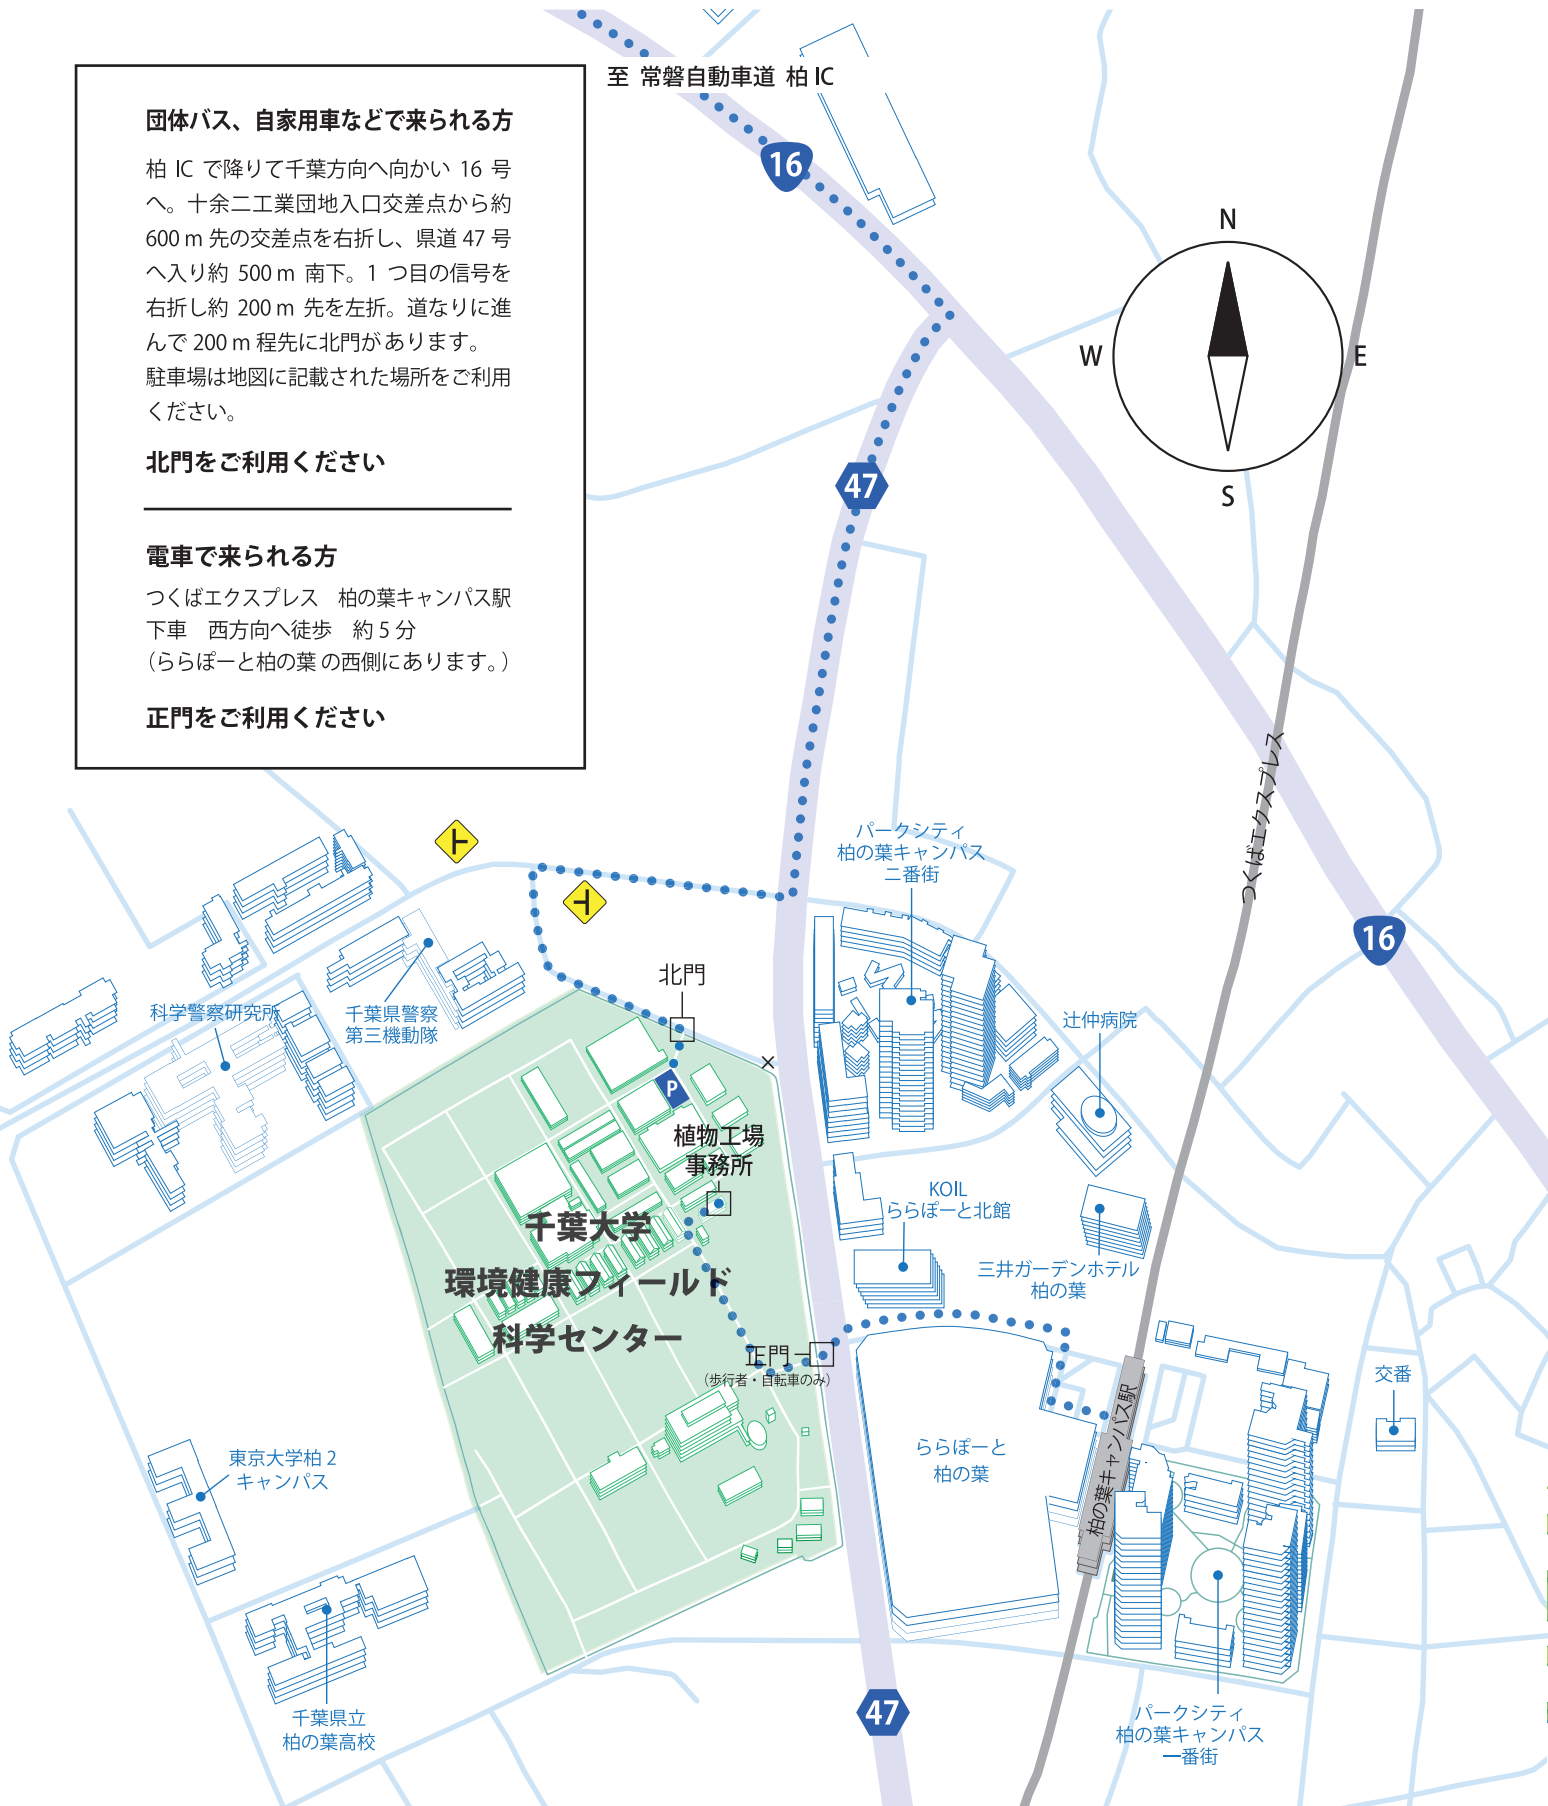 至 常磐自動車道 柏 IC
団体バス、自家用車などで来られる方
柏 IC で降りて千葉方向へ向かい 16 号
へ。十余二工業団地入口交差点から約
600 m 先の交差点を右折し、県道 47 号
へ入り約 500 m 南下。1 つ目の信号を
右折し約 200 m 先を左折。道なりに進
んで 200 m 程先に北門があります。
駐車場は地図に記載された場所をご利用
ください。
北門をご利用ください
電車で来られる方
つくばエクスプレス　柏の葉キャンパス駅
下車　西方向へ徒歩　約 5 分
（ららぽーと柏の葉 の西側にあります。）
正門をご利用ください
16
N
W
E
S
47
つくばエクスプレス
パークシティ
柏の葉キャンパス
二番街
16
北門
科学警察研究所
千葉県警察
第三機動隊
辻仲病院
×
P
植物工場
事務所
KOIL
ららぽーと北館
千葉大学
環境健康フィールド
科学センター
三井ガーデンホテル
柏の葉
正門
（歩行者・自転車のみ）
交番
柏の葉キャンパス駅
ららぽーと
柏の葉
東京大学柏 2
キャンパス
千葉県立
柏の葉高校
47
パークシティ
柏の葉キャンパス
一番街